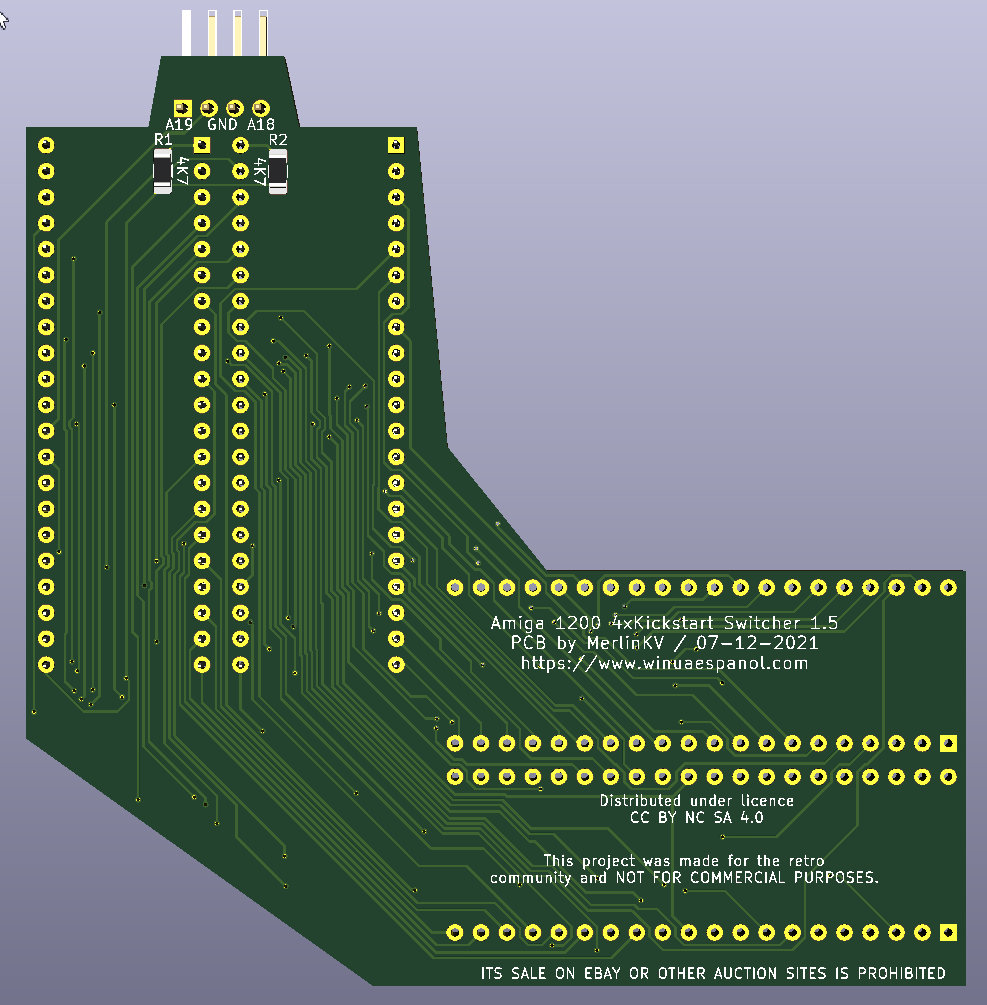 A19 GND A18
R1 R2
4K7 4K7
Amiga 1200 4xKickstart Switcher 1.5
PCB by MerlinKV / 07-12-2021
https://www.winuaespanol.com
Distributed under licence
CC BY NC SA 4.0
This project was made for the retro
community and NOT FOR COMMERCIAL PURPOSES.
ITS SALE ON EBAY OR OTHER AUCTION SITES IS PROHIBITED